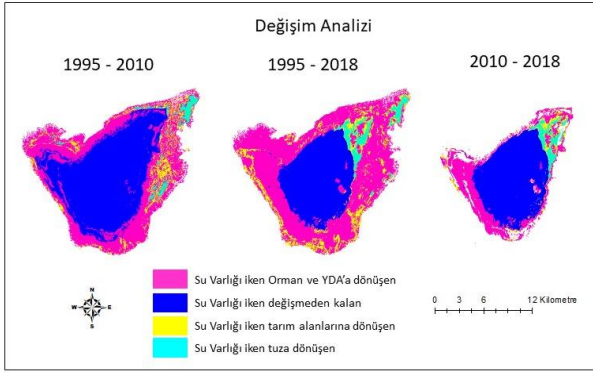 Değişim Analizi
1995 - 2010
1995 - 2018
2010 - 2018
Su Varlığı iken Orman ve YDA'a dönüşen
Su Varlığı iken değişmeden kalan
Su Varlığı iken tarım alanlarına dönüşen
Su Varlığı iken tuza dönüşen
N
W E
S
0 3 6 12 Kilometre